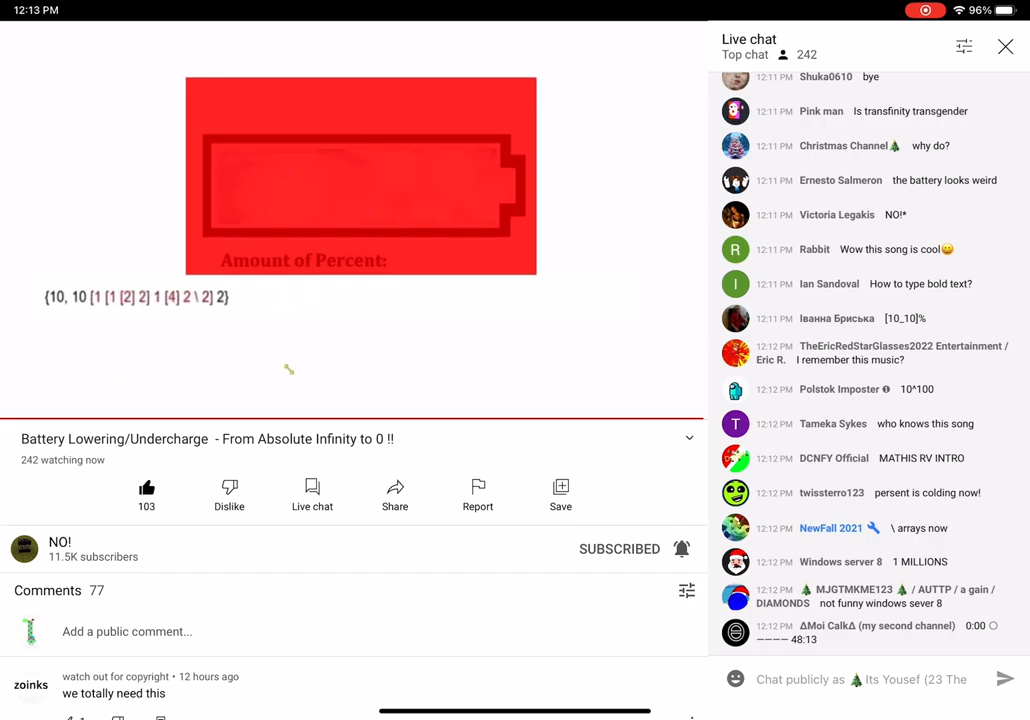 12:13 PM
96%
Live chat
Top chat 242
12:11 PM Shuka0610 bye
12:11 PM Pink man Is transfinity transgender
12:11 PM Christmas Channel🎄 why do?
12:11 PM Ernesto Salmeron the battery looks weird
12:11 PM Victoria Legakis NO!*
R 12:11 PM Rabbit Wow this song is cool😀
I 12:11 PM Ian Sandoval How to type bold text?
12:11 PM Іванна Бриська [10_10]%
12:12 PM TheEricRedStarGlasses2022 Entertainment /
Eric R. I remember this music?
12:12 PM Polstok Imposter 10^100
T 12:12 PM Tameka Sykes who knows this song
12:12 PM DCNFY Official MATHIS RV INTRO
12:12 PM twissterro123 persent is colding now!
12:12 PM NewFall 2021 🔧 \ arrays now
12:12 PM Windows server 8 1 MILLIONS
12:12 PM 🎄 MJGTMKME123 🎄 / AUTTP / a gain /
DIAMONDS not funny windows sever 8
12:12 PM ΔMoi CalkΔ (my second channel) 0:00 ○
———— 48:13
Chat publicly as 🎄Its Yousef (23 The
Amount of Percent:
{10, 10 [1 [1 [2] 2] 1 [4] 2 \ 2] 2}
Battery Lowering/Undercharge - From Absolute Infinity to 0 !!
242 watching now
103
Dislike
Live chat
Share
Report
Save
NO!
11.5K subscribers
SUBSCRIBED
Comments 77
Add a public comment...
zoinks
watch out for copyright • 12 hours ago
we totally need this